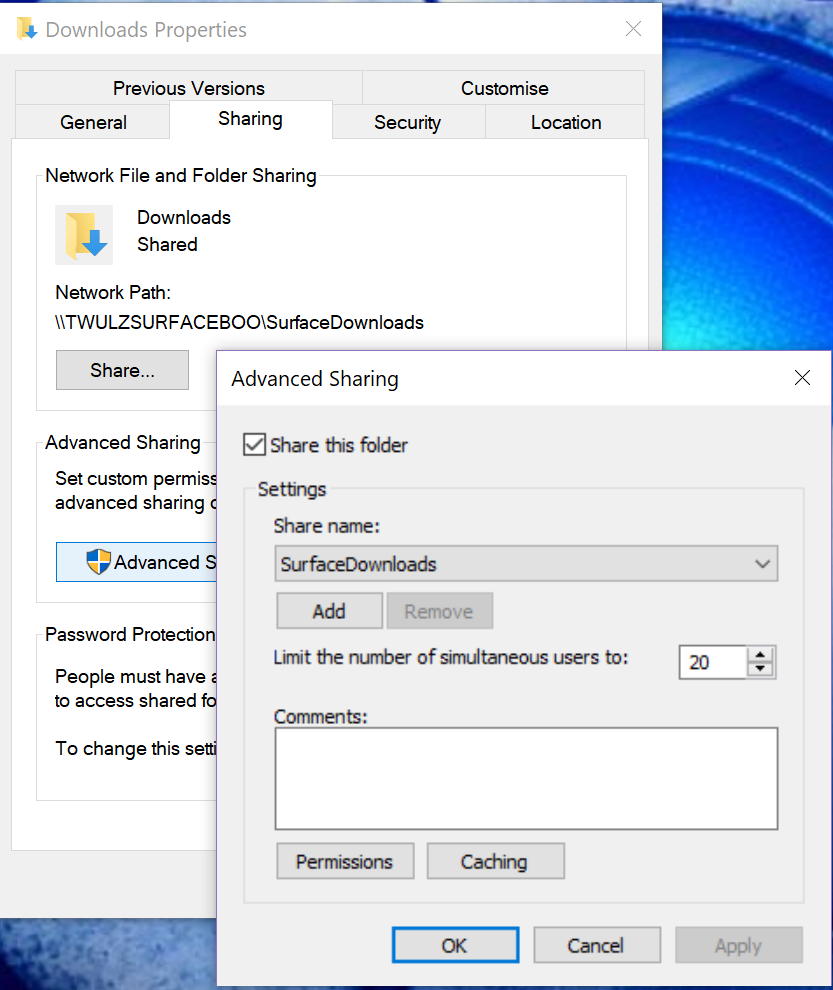 Downloads Properties
Previous Versions
Customise
General
Sharing
Security
Location
Network File and Folder Sharing
Downloads
Shared
Network Path:
\\TWULZSURFACEBOO\SurfaceDownloads
Share...
Advanced Sharing
Set custom permiss
advanced sharing
Advanced S
Password Protection
People must have a
to access shared fo
To change this setti
Advanced Sharing
Share this folder
Settings
Share name:
SurfaceDownloads
Add
Remove
Limit the number of simultaneous users to:
20
Comments:
Permissions
Caching
OK
Cancel
Apply